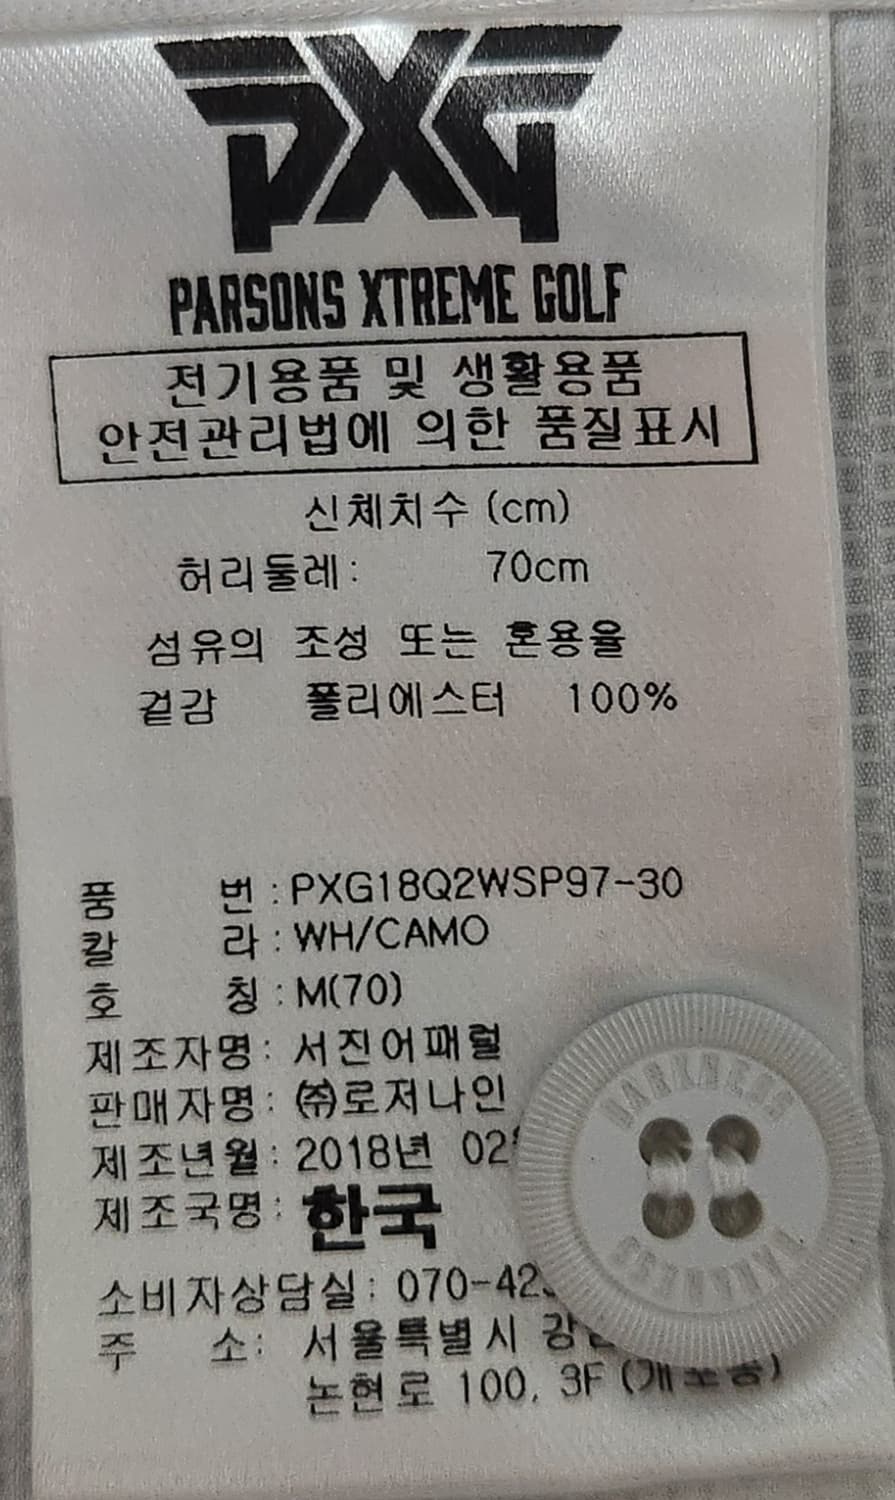 PXG
PARSONS XTREME GOLF
전기용품 및 생활용품
안전관리법에 의한 품질표시
신체치수 (cm)
허리둘레: 70cm
섬유의 조성 또는 혼용율
겉감 폴리에스터 100%
품 번 : PXG18Q2WSP97-30
칼 라 : WH/CAMO
호 칭 : M(70)
제조자명: 서진어패럴
판매자명: ㈜로저나인
제조년월: 2018년 02
제조국명: 한국
소비자상담실: 070-42
주 소: 서울특별시
논현로 100, 3F
DARKNESS
DARKNESS